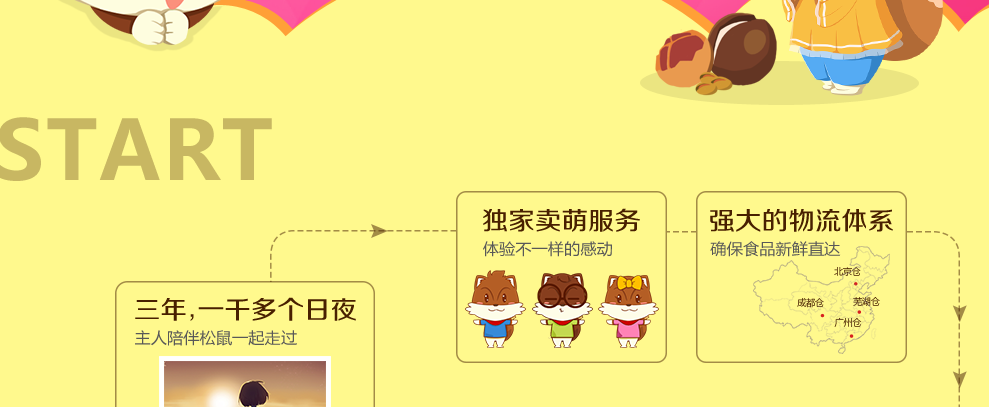 START
三年,一千多个日夜
主人陪伴松鼠一起走过
独家卖萌服务
体验不一样的感动
强大的物流体系
确保食品新鲜直达
北京仓
成都仓
芜湖仓
广州仓